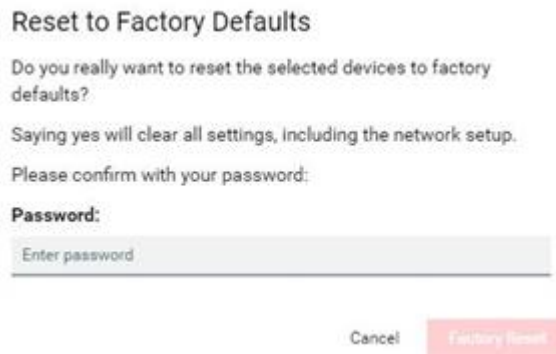 Reset to Factory Defaults
Do you really want to reset the selected devices to factory
defaults?
Saying yes will clear all settings, including the network setup.
Please confirm with your password:
Password:
Enter password
Cancel
Factory Reset